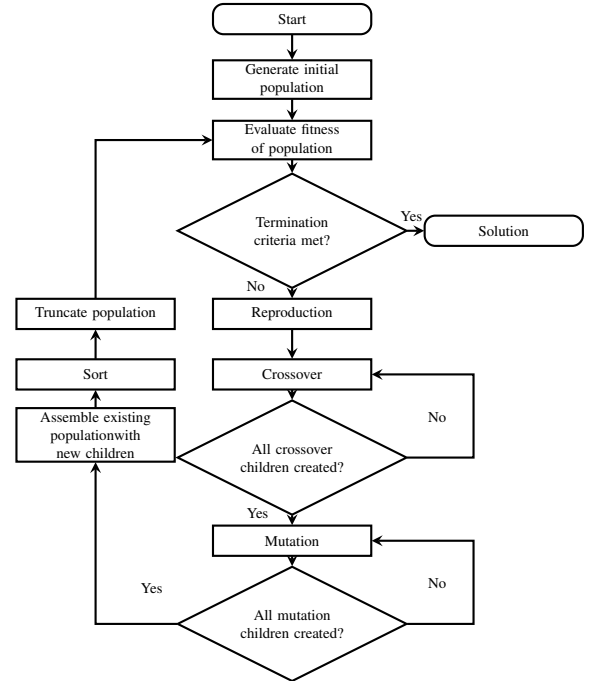 Start
Generate initial
population
Evaluate fitness
of population
Termination
criteria met?
Yes
Solution
No
Truncate population
Reproduction
Sort
Crossover
Assemble existing
populationwith
new children
All crossover
children created?
No
Yes
Mutation
Yes
All mutation
children created?
No